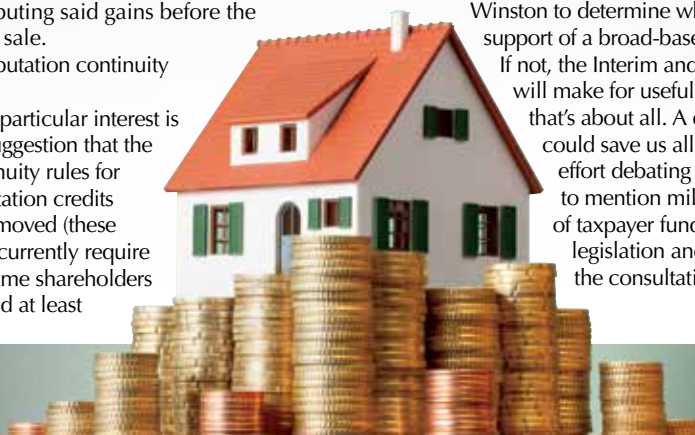 buting said gains before the
sale.
putation continuity
particular interest is
uggestion that the
nuity rules for
tation credits
moved (these
currently require
me shareholders
d at least
Winston to determine wh
support of a broad-base
If not, the Interim and
will make for useful
that's about all. A
could save us all
effort debating
to mention mil
of taxpayer fund
legislation and
the consultati